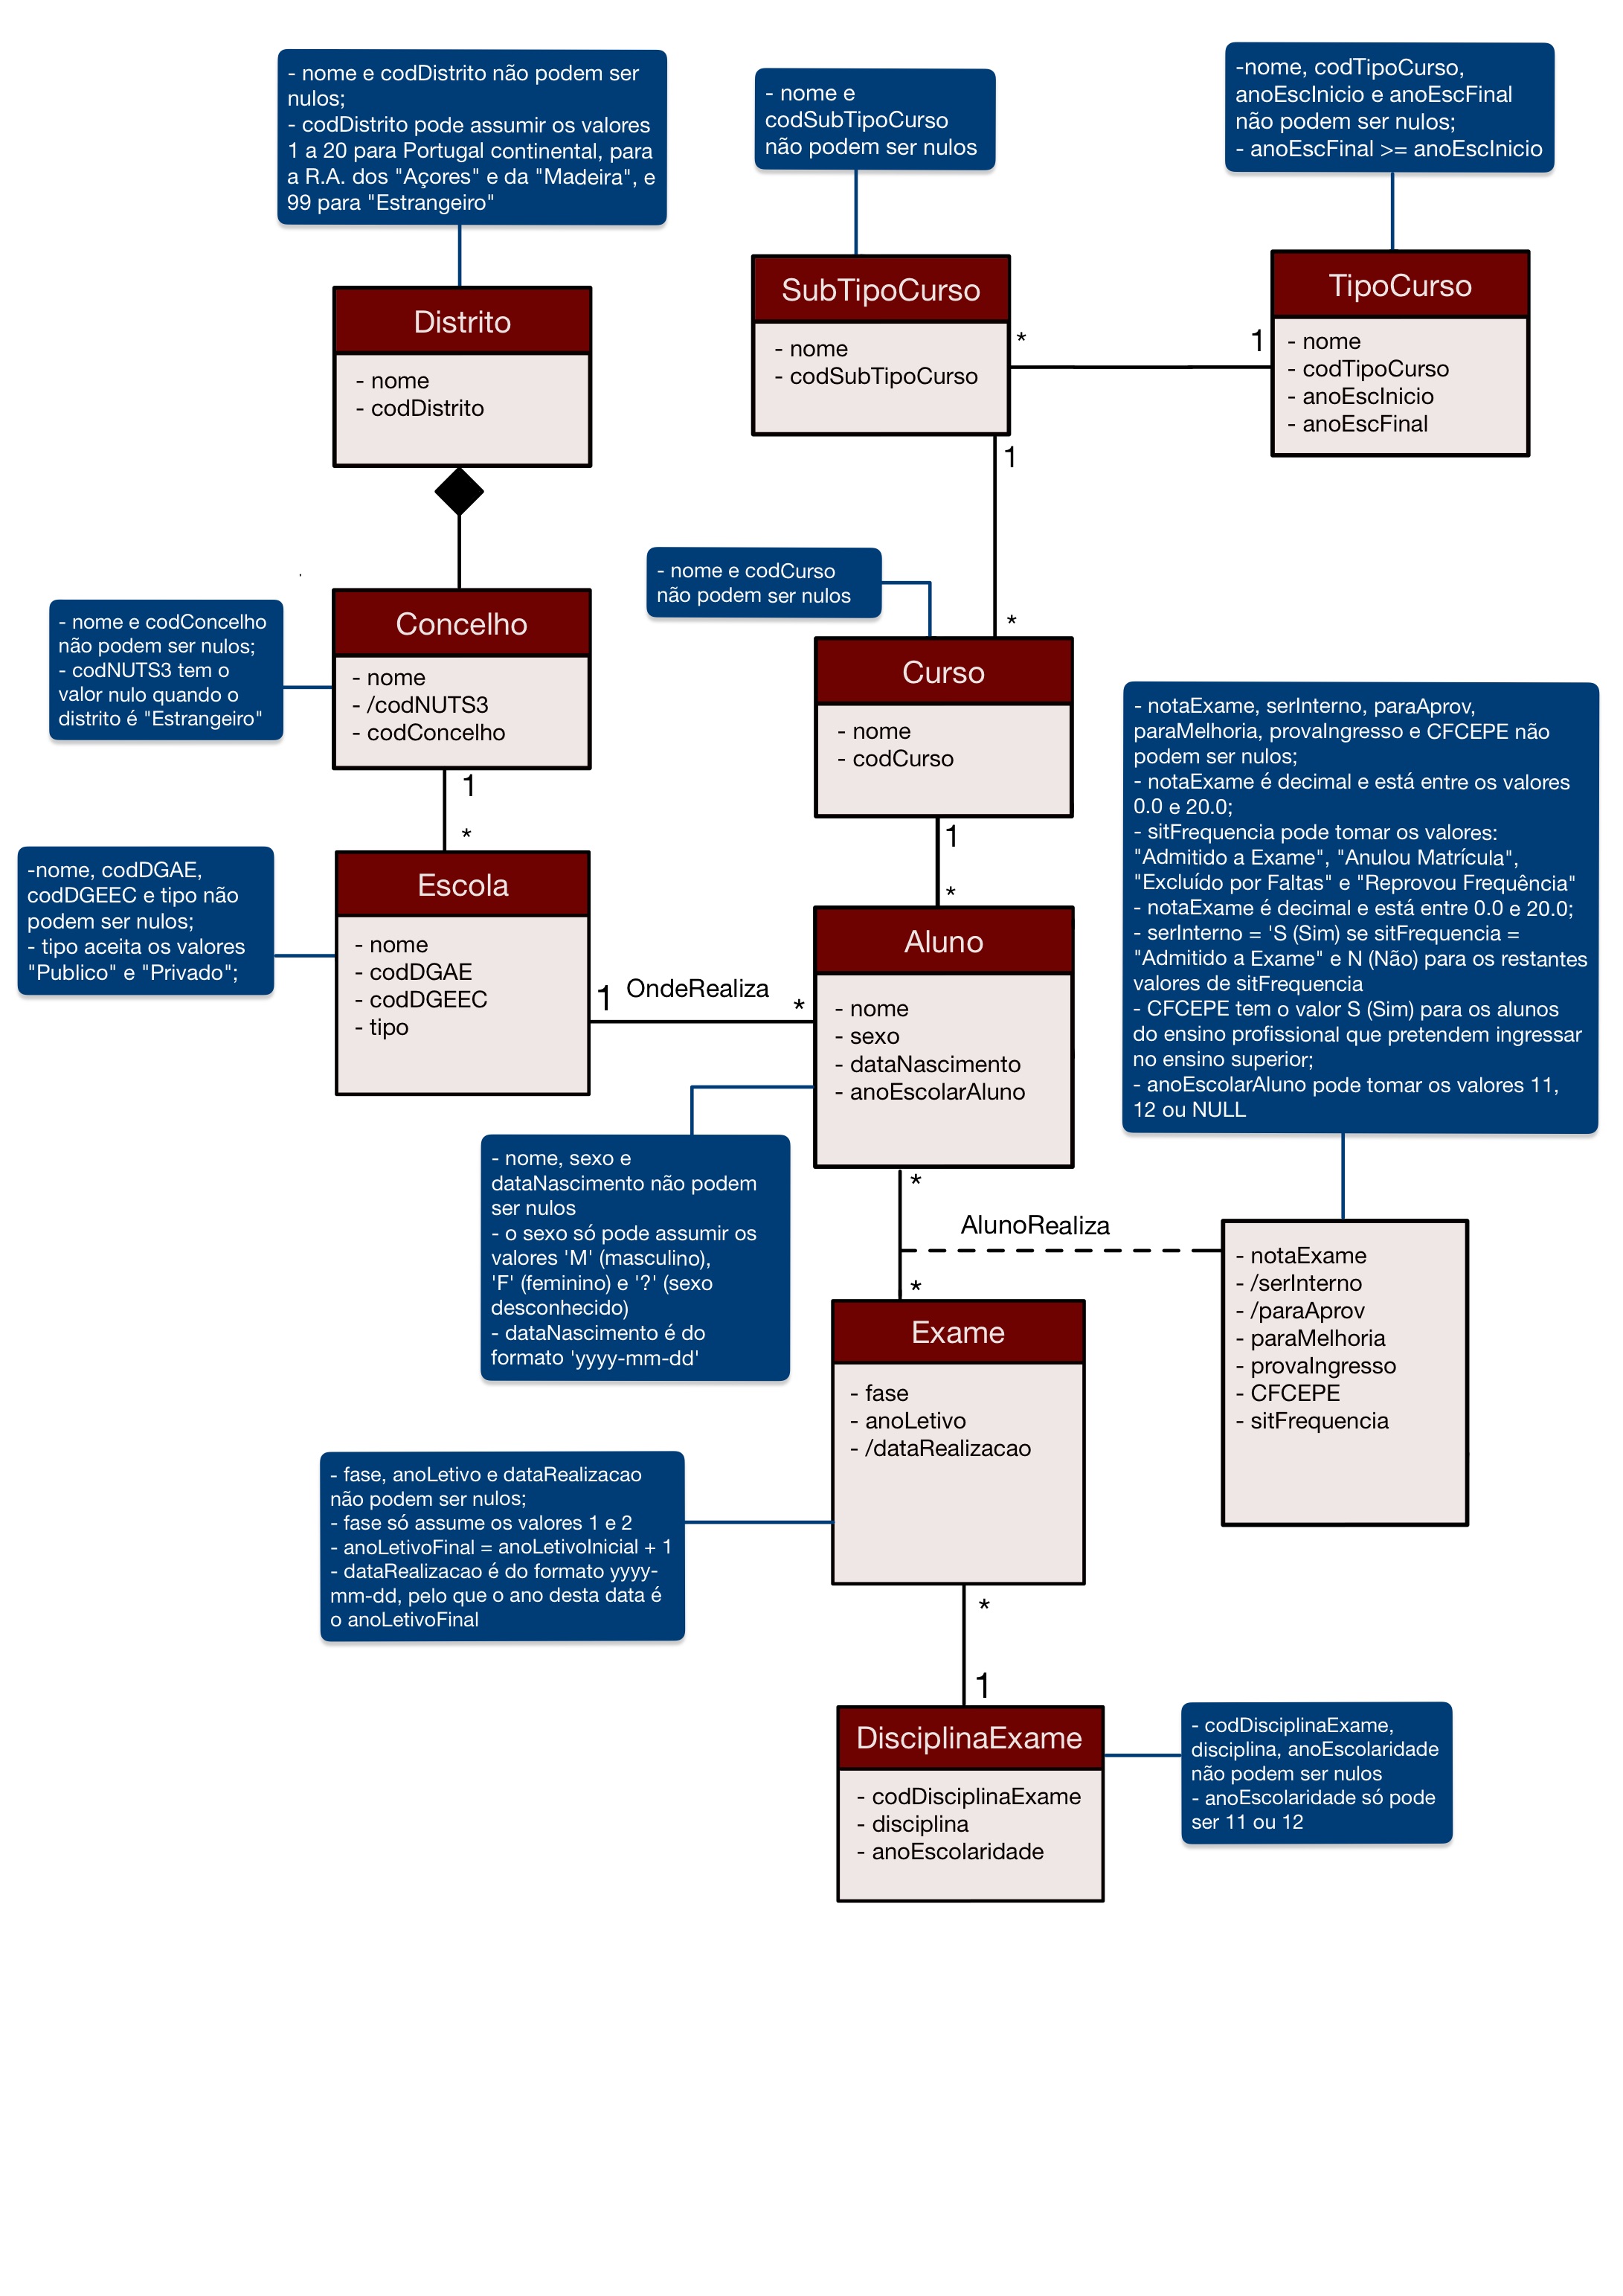 - nome e codDistrito não podem ser
nulos;
- codDistrito pode assumir os valores
1 a 20 para Portugal continental, para
a R.A. dos "Açores" e da "Madeira", e
99 para "Estrangeiro"
- nome e
codSubTipoCurso
não podem ser nulos
-nome, codTipoCurso,
anoEscInicio e anoEscFinal
não podem ser nulos;
- anoEscFinal >= anoEscInicio
Distrito
- nome
- codDistrito
SubTipoCurso
- nome
- codSubTipoCurso
*
1
TipoCurso
- nome
- codTipoCurso
- anoEscInicio
- anoEscFinal
1
*
- nome e codConcelho
não podem ser nulos;
- codNUTS3 tem o
valor nulo quando o
distrito é "Estrangeiro"
Concelho
- nome
- /codNUTS3
- codConcelho
- nome e codCurso
não podem ser nulos
Curso
- nome
- codCurso
1
*
1
*
-nome, codDGAE,
codDGEEC e tipo não
podem ser nulos;
- tipo aceita os valores
"Publico" e "Privado";
Escola
- nome
- codDGAE
- codDGEEC
- tipo
1
OndeRealiza
*
Aluno
- nome
- sexo
- dataNascimento
- anoEscolarAluno
- notaExame, serInterno, paraAprov,
paraMelhoria, provaIngresso e CFCEPE não
podem ser nulos;
- notaExame é decimal e está entre os valores
0.0 e 20.0;
- sitFrequencia pode tomar os valores:
"Admitido a Exame", "Anulou Matrícula",
"Excluído por Faltas" e "Reprovou Frequência"
- notaExame é decimal e está entre 0.0 e 20.0;
- serInterno = 'S (Sim) se sitFrequencia =
"Admitido a Exame" e N (Não) para os restantes
valores de sitFrequencia
- CFCEPE tem o valor S (Sim) para os alunos
do ensino profissional que pretendem ingressar
no ensino superior;
- anoEscolarAluno pode tomar os valores 11,
12 ou NULL
- nome, sexo e
dataNascimento não podem
ser nulos
- o sexo só pode assumir os
valores 'M' (masculino),
'F' (feminino) e '?' (sexo
desconhecido)
- dataNascimento é do
formato 'yyyy-mm-dd'
*
AlunoRealiza
*
- notaExame
- /serInterno
- /paraAprov
- paraMelhoria
- provaIngresso
- CFCEPE
- sitFrequencia
Exame
- fase
- anoLetivo
- /dataRealizacao
- fase, anoLetivo e dataRealizacao
não podem ser nulos;
- fase só assume os valores 1 e 2
- anoLetivoFinal = anoLetivoInicial + 1
- dataRealizacao é do formato yyyy-
mm-dd, pelo que o ano desta data é
o anoLetivoFinal
*
1
DisciplinaExame
- codDisciplinaExame
- disciplina
- anoEscolaridade
- codDisciplinaExame,
disciplina, anoEscolaridade
não podem ser nulos
- anoEscolaridade só pode
ser 11 ou 12